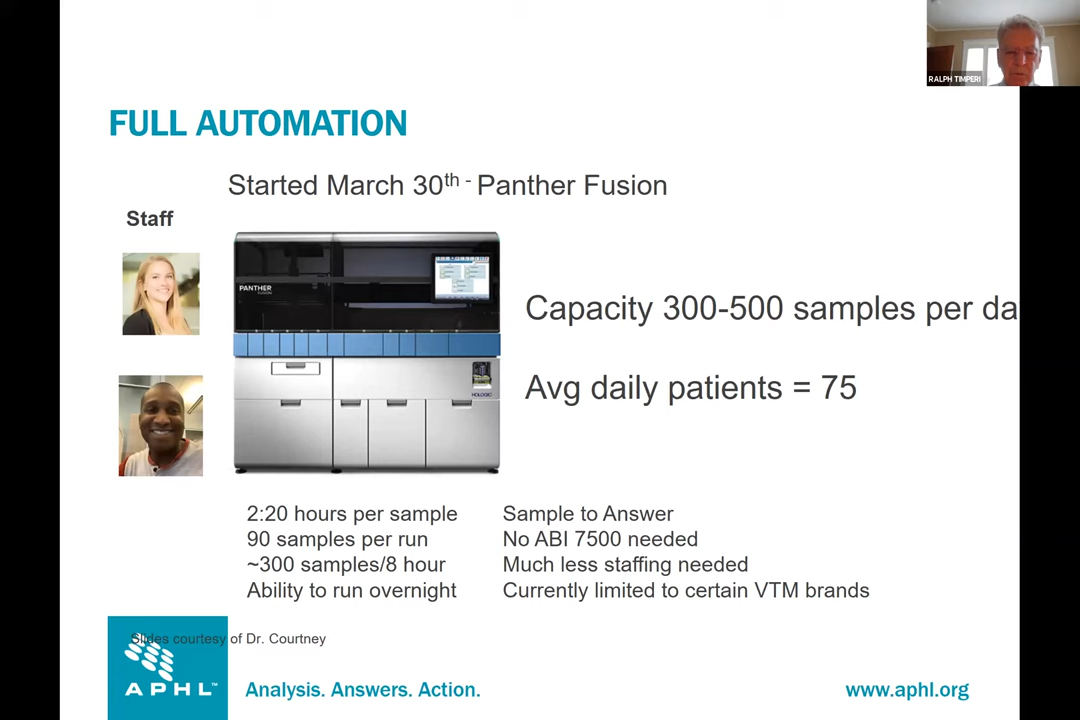 RALPH TIMPERI
FULL AUTOMATION
Started March 30th - Panther Fusion
Staff
PANTHER
FUSION
HOLOGIC
Capacity 300-500 samples per da
Avg daily patients = 75
2:20 hours per sample
90 samples per run
~300 samples/8 hour
Ability to run overnight
Sample to Answer
No ABI 7500 needed
Much less staffing needed
Currently limited to certain VTM brands
Slides courtesy of Dr. Courtney
APHL™
Analysis. Answers. Action.
www.aphl.org